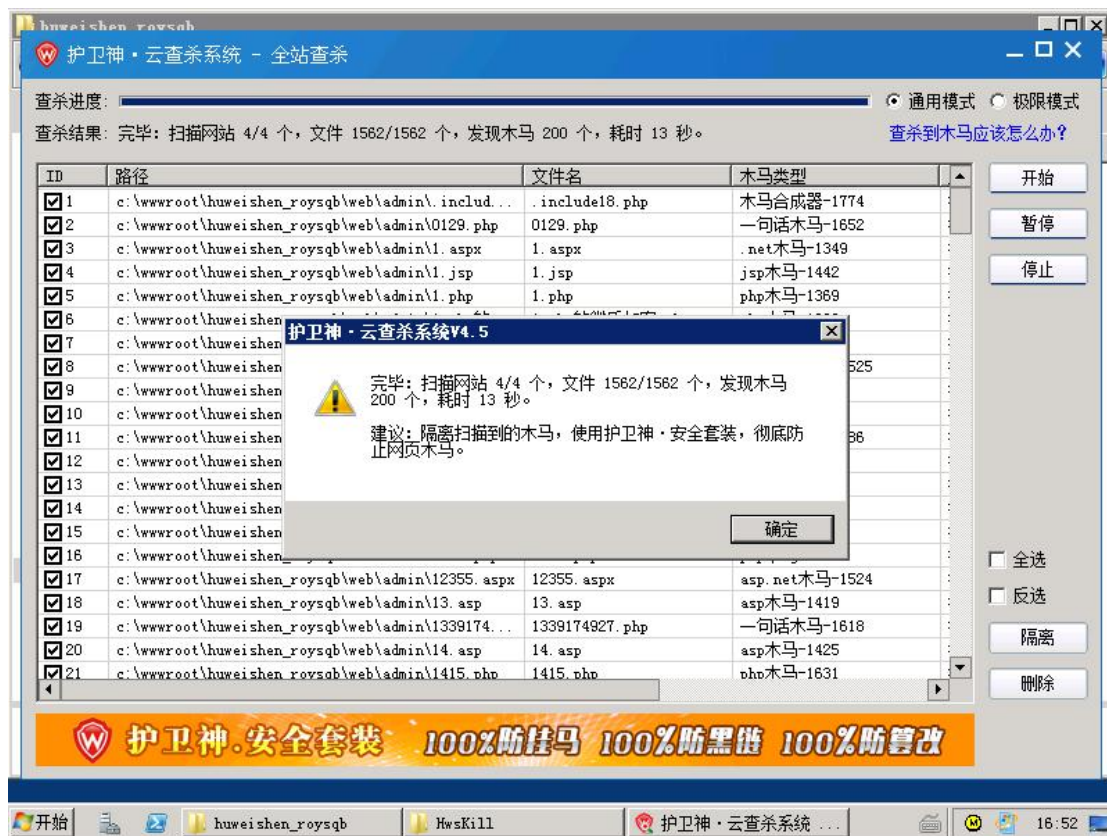 huweishen_roysqb
护卫神·云查杀系统 - 全站查杀
查杀进度:
通用模式 极限模式
查杀结果: 完毕: 扫描网站 4/4 个, 文件 1562/1562 个, 发现木马 200 个, 耗时 13 秒。
查杀到木马应该怎么办?
ID 路径 文件名 木马类型
1 c:\wwwroot\huweishen_roysqb\web\admin\.includ... .include18.php 木马合成器-1774
2 c:\wwwroot\huweishen_roysqb\web\admin\0129.php 0129.php 一句话木马-1652
3 c:\wwwroot\huweishen_roysqb\web\admin\1.aspx 1.aspx .net木马-1349
4 c:\wwwroot\huweishen_roysqb\web\admin\1.jsp 1.jsp jsp木马-1442
5 c:\wwwroot\huweishen_roysqb\web\admin\1.php 1.php php木马-1369
6 c:\wwwroot\huweishen
7 c:\wwwroot\huweishen
8 c:\wwwroot\huweishen 525
9 c:\wwwroot\huweishen
10 c:\wwwroot\huweishen
11 c:\wwwroot\huweishen 86
12 c:\wwwroot\huweishen
13 c:\wwwroot\huweishen
14 c:\wwwroot\huweishen
15 c:\wwwroot\huweishen
16 c:\wwwroot\huweishen
17 c:\wwwroot\huweishen_roysqb\web\admin\12355.aspx 12355.aspx asp.net木马-1524
18 c:\wwwroot\huweishen_roysqb\web\admin\13.asp 13.asp asp木马-1419
19 c:\wwwroot\huweishen_roysqb\web\admin\1339174... 1339174927.php 一句话木马-1618
20 c:\wwwroot\huweishen_roysqb\web\admin\14.asp 14.asp asp木马-1425
21 c:\wwwroot\huweishen_roysqb\web\admin\1415.php 1415.php php木马-1631
护卫神·云查杀系统V4.5
完毕: 扫描网站 4/4 个, 文件 1562/1562 个, 发现木马
200 个, 耗时 13 秒。
建议: 隔离扫描到的木马, 使用护卫神·安全套装, 彻底防
止网页木马。
确定
开始
暂停
停止
全选
反选
隔离
删除
护卫神.安全套装 100%防挂马 100%防黑链 100%防篡改
开始 huweishen_roysqb HwsKill 护卫神·云查杀系统 ... 16:52